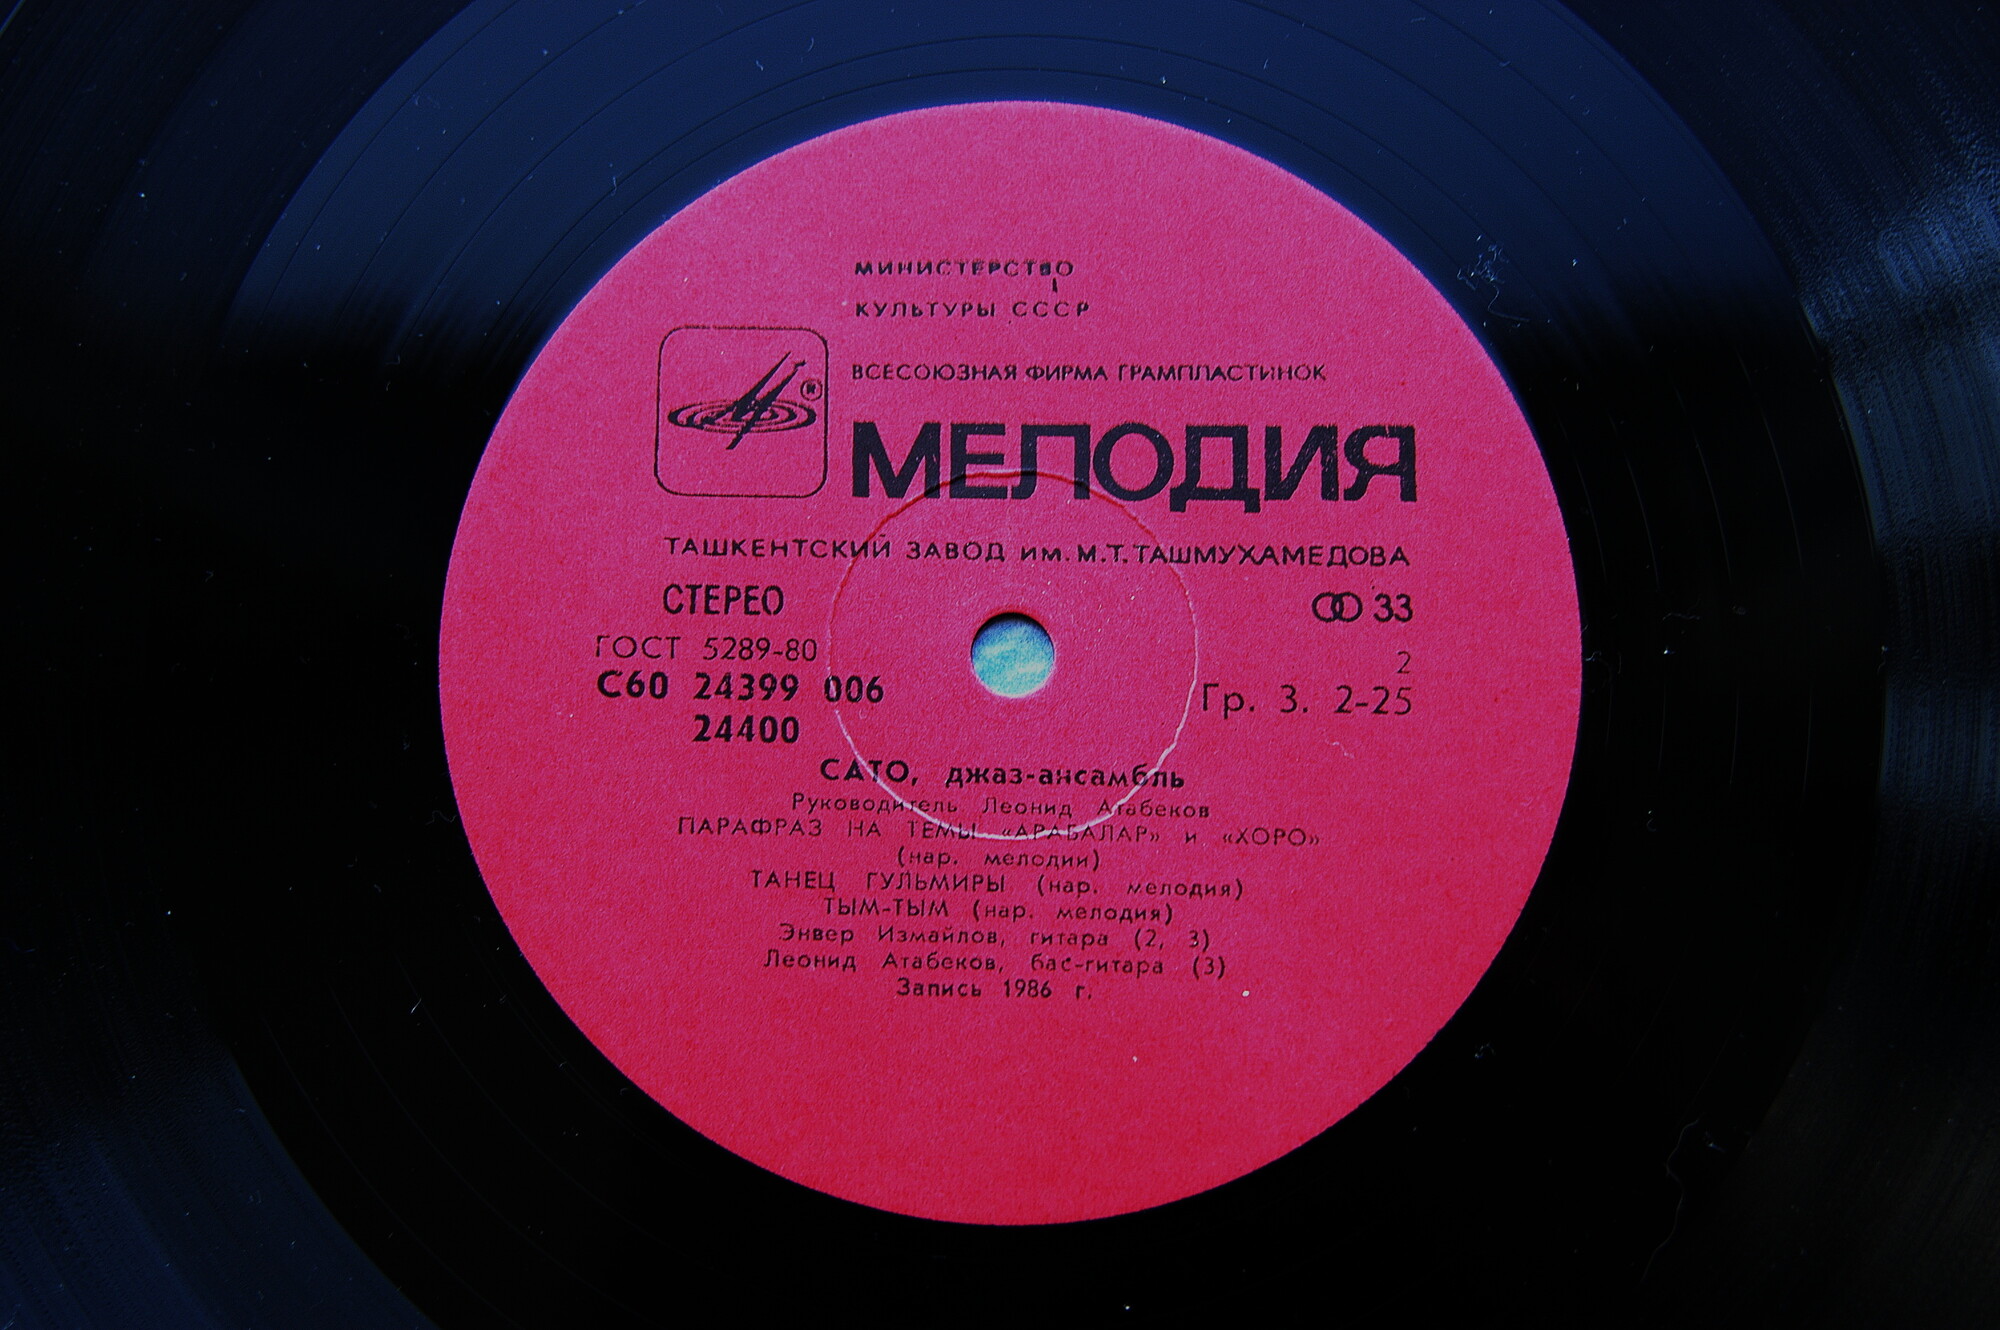 МИНИСТЕРСТВО
КУЛЬТУРЫ СССР
ВСЕСОЮЗНАЯ ФИРМА ГРАМПЛАСТИНОК
®
МЕЛОДИЯ
ТАШКЕНТСКИЙ ЗАВОД ИМ. М.Т. ТАШМУХАМЕДОВА
СТЕРЕО
33
ГОСТ 5289-80
2
С60 24399 006
Гр. 3. 2-25
24400
САТО, джаз-ансамбль
Руководитель Леонид Атабеков
ПАРАФРАЗ НА ТЕМЫ «АРАБАЛАР» и «ХОРО»
(нар. мелодии)
ТАНЕЦ ГУЛЬМИРЫ (нар. мелодия)
ТЫМ-ТЫМ (нар. мелодия)
Энвер Измайлов, гитара (2, 3)
Леонид Атабеков, бас-гитара (3)
Запись 1986 г.